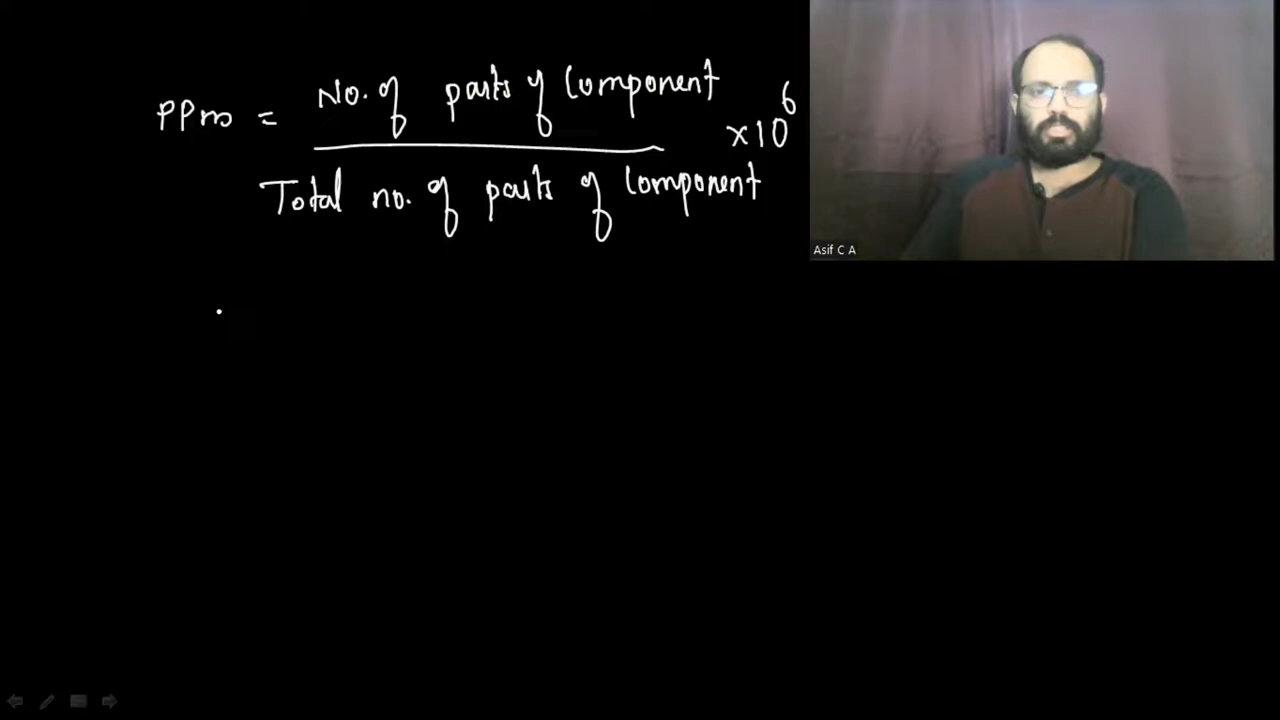 PPm = No. of parts of Component ×10⁶
Total no. of parts of Component
Asif C A